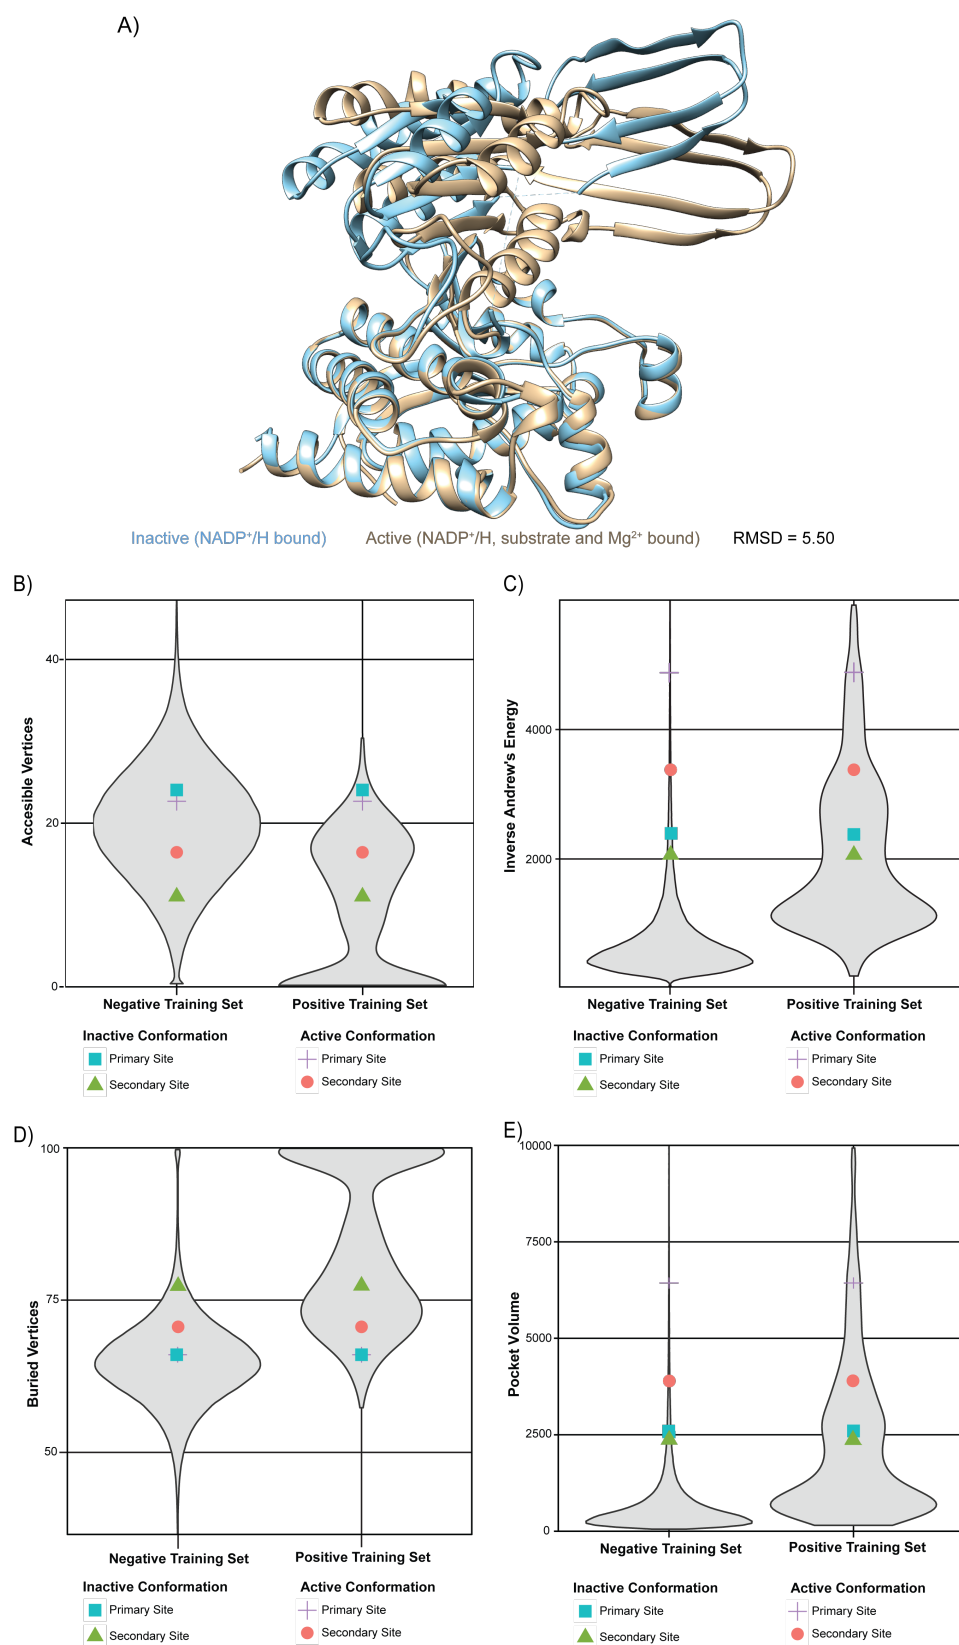 A)
Inactive (NADP⁺/H bound) Active (NADP⁺/H, substrate and Mg²⁺ bound) RMSD = 5.50
B)
Accesible Vertices
40
20
0
Negative Training Set Positive Training Set
Inactive Conformation Active Conformation
Primary Site Primary Site
Secondary Site Secondary Site
C)
Inverse Andrew's Energy
4000
2000
0
Negative Training Set Positive Training Set
Inactive Conformation Active Conformation
Primary Site Primary Site
Secondary Site Secondary Site
D)
Buried Vertices
100
75
50
Negative Training Set Positive Training Set
Inactive Conformation Active Conformation
Primary Site Primary Site
Secondary Site Secondary Site
E)
Pocket Volume
10000
7500
5000
2500
0
Negative Training Set Positive Training Set
Inactive Conformation Active Conformation
Primary Site Primary Site
Secondary Site Secondary Site